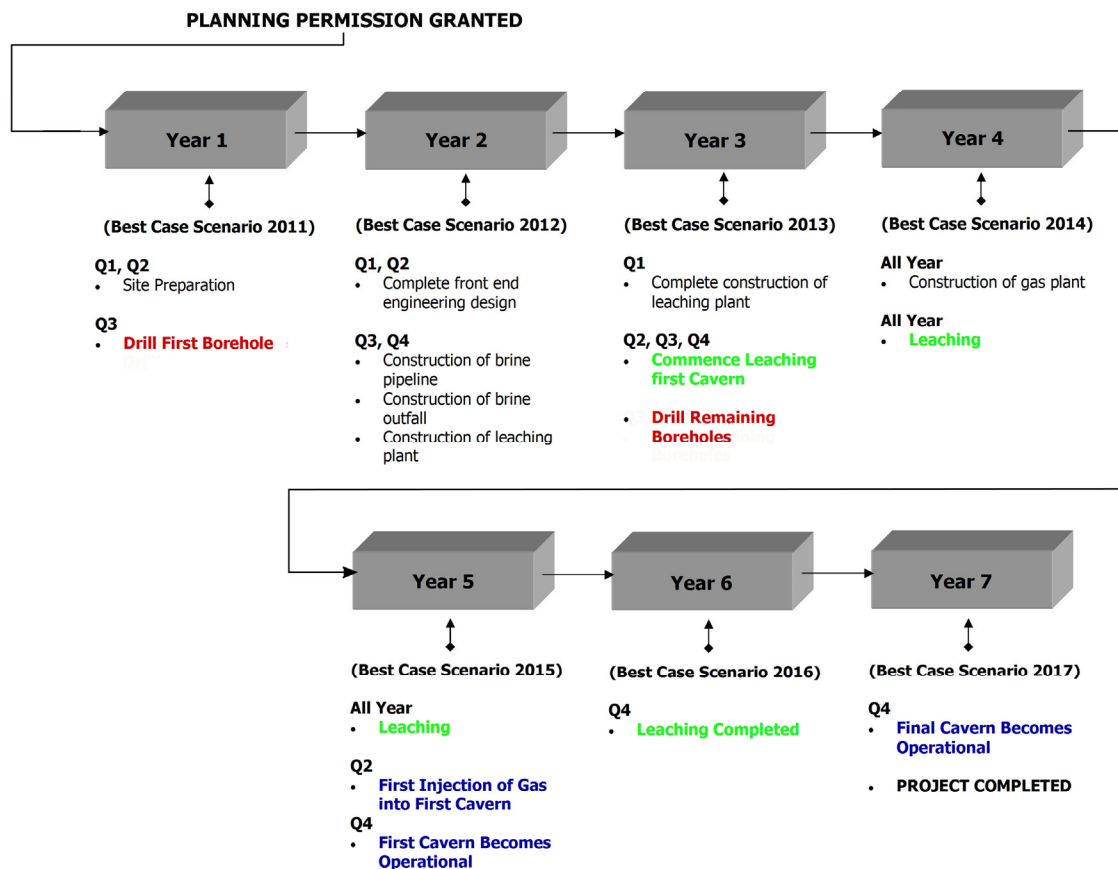 PLANNING PERMISSION GRANTED
Year 1
Year 2
Year 3
Year 4
(Best Case Scenario 2011)
(Best Case Scenario 2012)
(Best Case Scenario 2013)
(Best Case Scenario 2014)
Q1, Q2
• Site Preparation
Q3
• Drill First Borehole
Q1, Q2
• Complete front end
engineering design
Q3, Q4
• Construction of brine
pipeline
• Construction of brine
outfall
• Construction of leaching
plant
Q1
• Complete construction of
leaching plant
Q2, Q3, Q4
• Commence Leaching
first Cavern
• Drill Remaining
Boreholes
All Year
• Construction of gas plant
All Year
• Leaching
Year 5
Year 6
Year 7
(Best Case Scenario 2015)
(Best Case Scenario 2016)
(Best Case Scenario 2017)
All Year
• Leaching
Q2
• First Injection of Gas
into First Cavern
Q4
• First Cavern Becomes
Operational
Q4
• Leaching Completed
Q4
• Final Cavern Becomes
Operational
• PROJECT COMPLETED